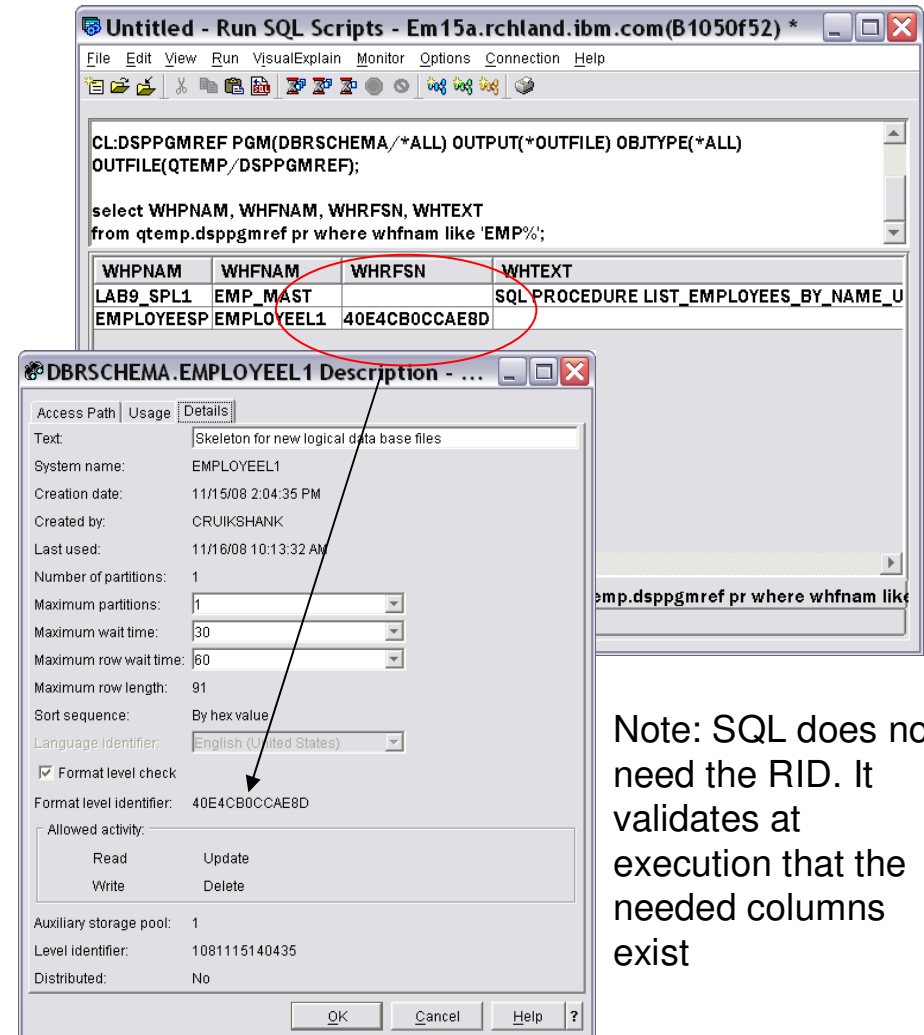 Untitled - Run SQL Scripts - Em15a.rchland.ibm.com(B1050f52) *
File Edit View Run VisualExplain Monitor Options Connection Help
CL:DSPPGMREF PGM(DBRSCHEMA/*ALL) OUTPUT(*OUTFILE) OBJTYPE(*ALL)
OUTFILE(QTEMP/DSPPGMREF);
select WHPNAM, WHFNAM, WHRFSN, WHTEXT
from qtemp.dsppgmref pr where whfnam like 'EMP%';
WHPNAM WHFNAM WHRFSN WHTEXT
LAB9_SPL1 EMP_MAST SQL PROCEDURE LIST_EMPLOYEES_BY_NAME_U
EMPLOYEESP EMPLOYEEL1 40E4CB0CCAE8D
emp.dsppgmref pr where whfnam like
DBRSCHEMA.EMPLOYEEL1 Description - ...
Access Path Usage Details
Text: Skeleton for new logical data base files
System name: EMPLOYEEL1
Creation date: 11/15/08 2:04:35 PM
Created by: CRUIKSHANK
Last used: 11/16/08 10:13:32 AM
Number of partitions: 1
Maximum partitions: 1
Maximum wait time: 30
Maximum row wait time: 60
Maximum row length: 91
Sort sequence: By hex value
Language identifier: English (United States)
Format level check
Format level identifier: 40E4CB0CCAE8D
Allowed activity:
Read Update
Write Delete
Auxiliary storage pool: 1
Level identifier: 1081115140435
Distributed: No
OK Cancel Help ?
Note: SQL does no
need the RID. It
validates at
execution that the
needed columns
exist